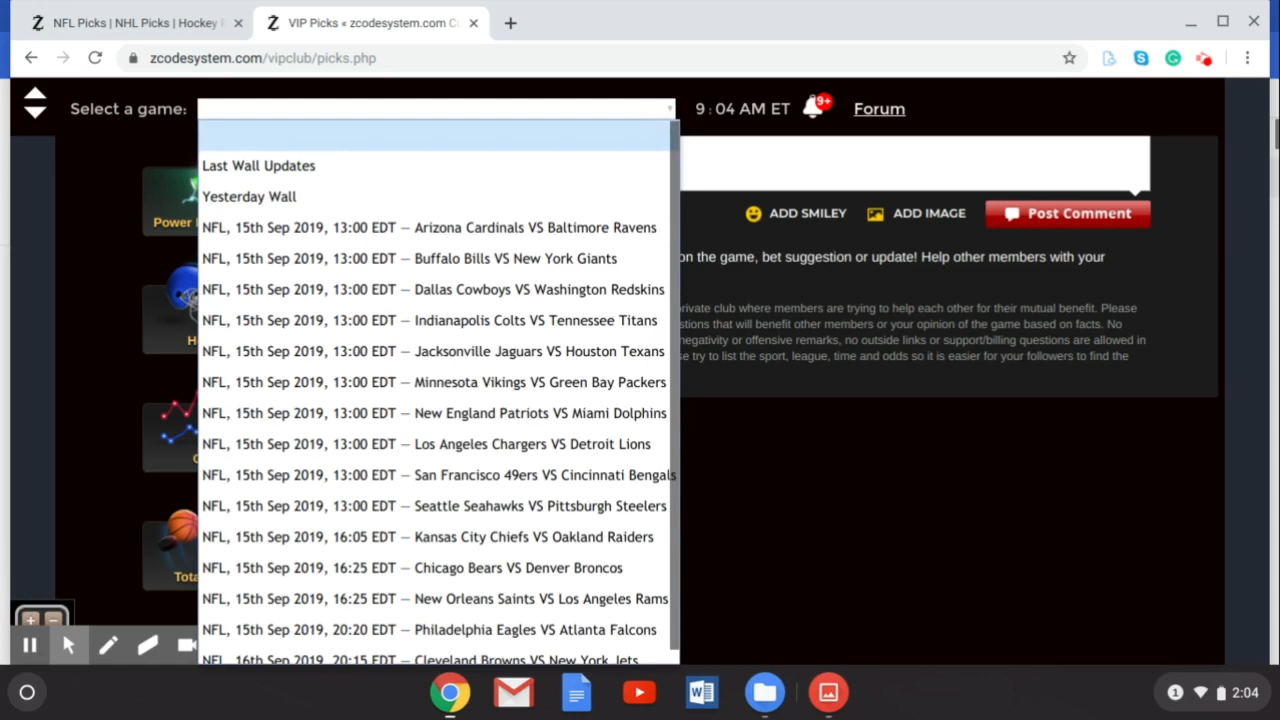 NFL Picks | NHL Picks | Hockey
VIP Picks « zcodesystem.com
zcodesystem.com/vipclub/picks.php
Select a game:
9:04 AM ET
9+
Forum
Last Wall Updates
Yesterday Wall
NFL, 15th Sep 2019, 13:00 EDT — Arizona Cardinals VS Baltimore Ravens
NFL, 15th Sep 2019, 13:00 EDT — Buffalo Bills VS New York Giants
NFL, 15th Sep 2019, 13:00 EDT — Dallas Cowboys VS Washington Redskins
NFL, 15th Sep 2019, 13:00 EDT — Indianapolis Colts VS Tennessee Titans
NFL, 15th Sep 2019, 13:00 EDT — Jacksonville Jaguars VS Houston Texans
NFL, 15th Sep 2019, 13:00 EDT — Minnesota Vikings VS Green Bay Packers
NFL, 15th Sep 2019, 13:00 EDT — New England Patriots VS Miami Dolphins
NFL, 15th Sep 2019, 13:00 EDT — Los Angeles Chargers VS Detroit Lions
NFL, 15th Sep 2019, 13:00 EDT — San Francisco 49ers VS Cincinnati Bengals
NFL, 15th Sep 2019, 13:00 EDT — Seattle Seahawks VS Pittsburgh Steelers
NFL, 15th Sep 2019, 16:05 EDT — Kansas City Chiefs VS Oakland Raiders
NFL, 15th Sep 2019, 16:25 EDT — Chicago Bears VS Denver Broncos
NFL, 15th Sep 2019, 16:25 EDT — New Orleans Saints VS Los Angeles Rams
NFL, 15th Sep 2019, 20:20 EDT — Philadelphia Eagles VS Atlanta Falcons
NFL, 16th Sep 2019, 20:15 EDT — Cleveland Browns VS New York Jets
Power
ADD SMILEY
ADD IMAGE
Post Comment
on the game, bet suggestion or update! Help other members with your
private club where members are trying to help each other for their mutual benefit. Please
that will benefit other members or your opinion of the game based on facts. No
negativity or offensive remarks, no outside links or support/billing questions are allowed in
try to list the sport, league, time and odds so it is easier for your followers to find the
1
2:04